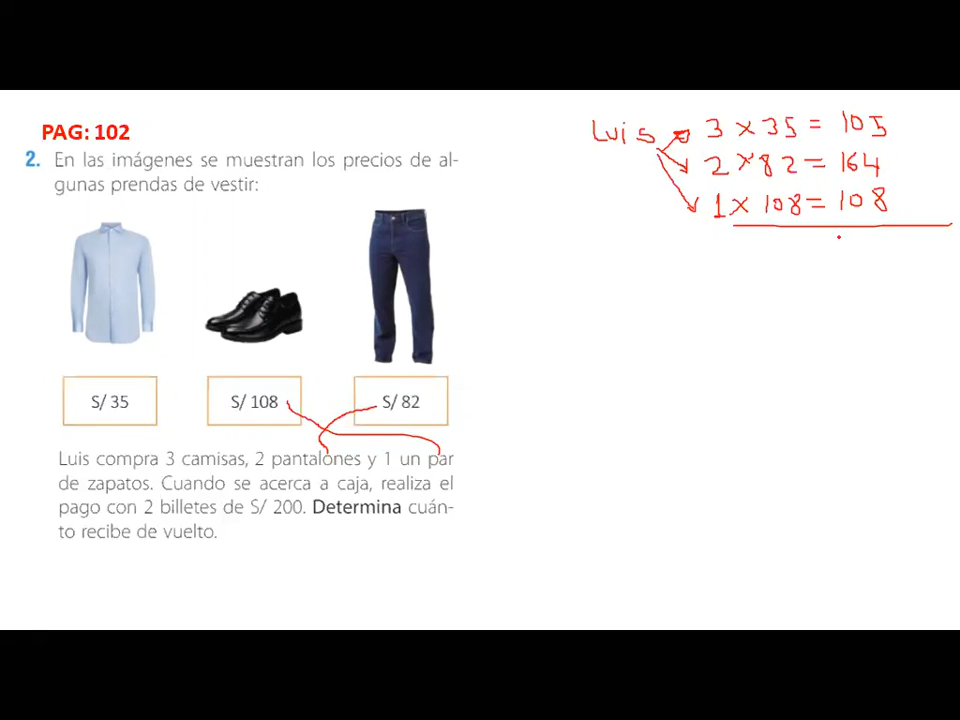 PAG: 102
2. En las imágenes se muestran los precios de al-
gunas prendas de vestir:
S/ 35
S/ 108
S/ 82
Luis compra 3 camisas, 2 pantalones y 1 un par
de zapatos. Cuando se acerca a caja, realiza el
pago con 2 billetes de S/ 200. Determina cuán-
to recibe de vuelto.
Luis
3 x 35 = 105
2 x 82 = 164
1 x 108 = 108